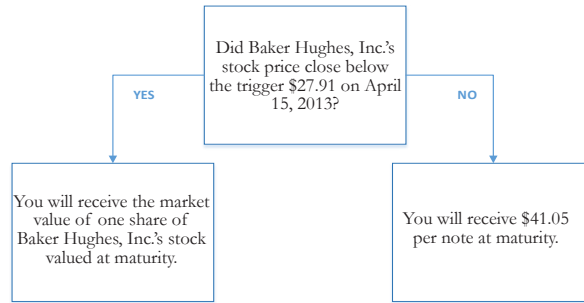 Did Baker Hughes, Inc.'s
stock price close below
the trigger $27.91 on April
15, 2013?
YES
NO
You will receive the market
value of one share of
Baker Hughes, Inc.'s stock
valued at maturity.
You will receive $41.05
per note at maturity.